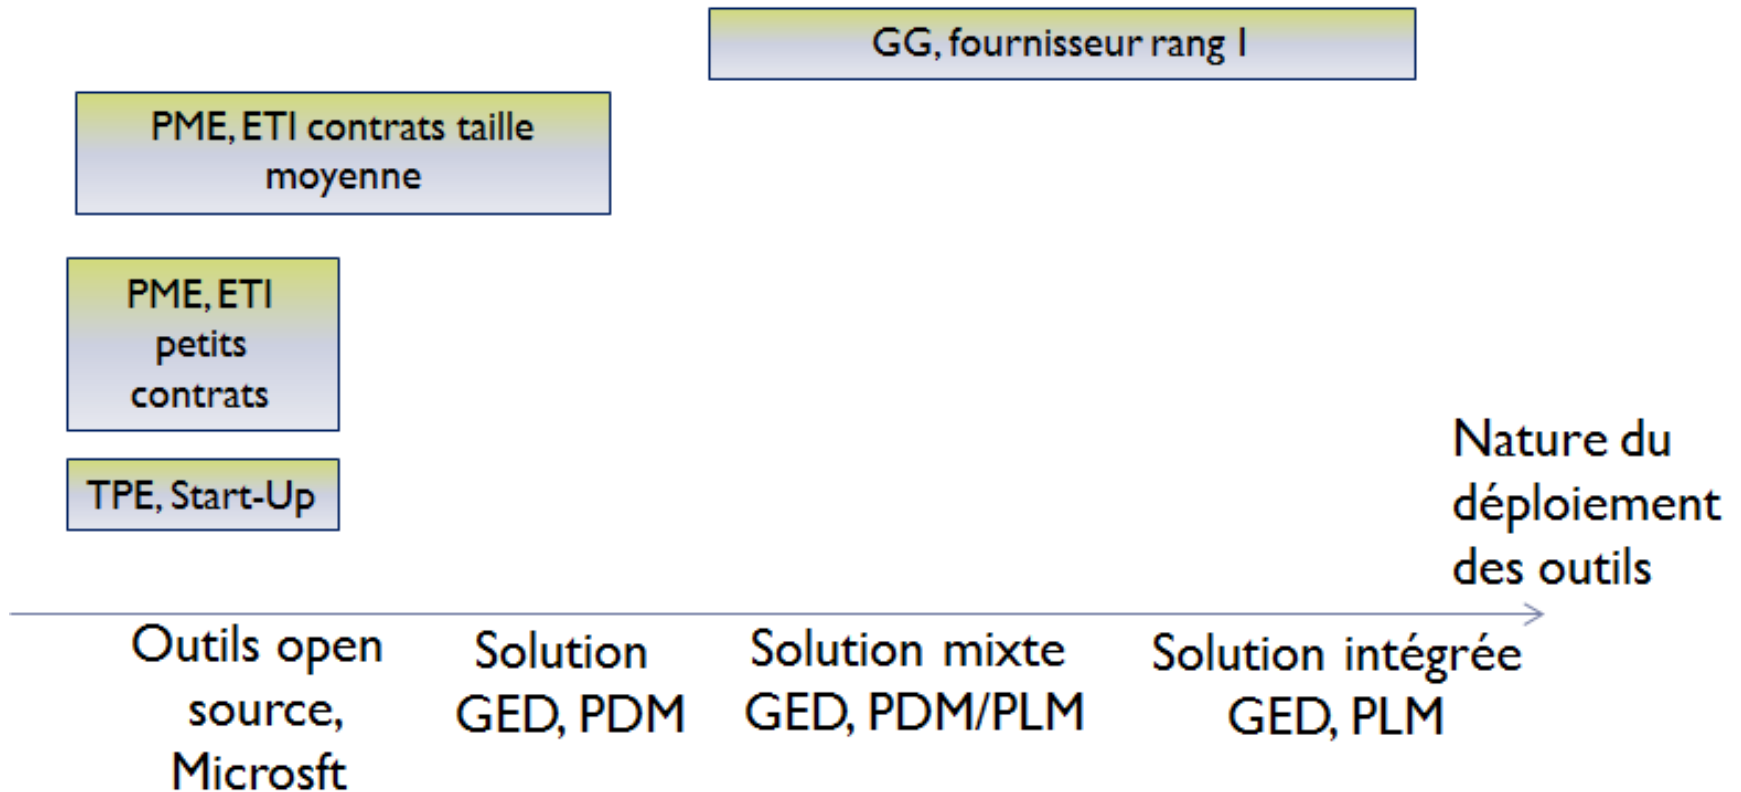 GG, fournisseur rang I
PME, ETI contrats taille
moyenne
PME, ETI
petits
contrats
TPE, Start-Up
Nature du
déploiement
des outils
Outils open
source,
Microsft
Solution
GED, PDM
Solution mixte
GED, PDM/PLM
Solution intégrée
GED, PLM